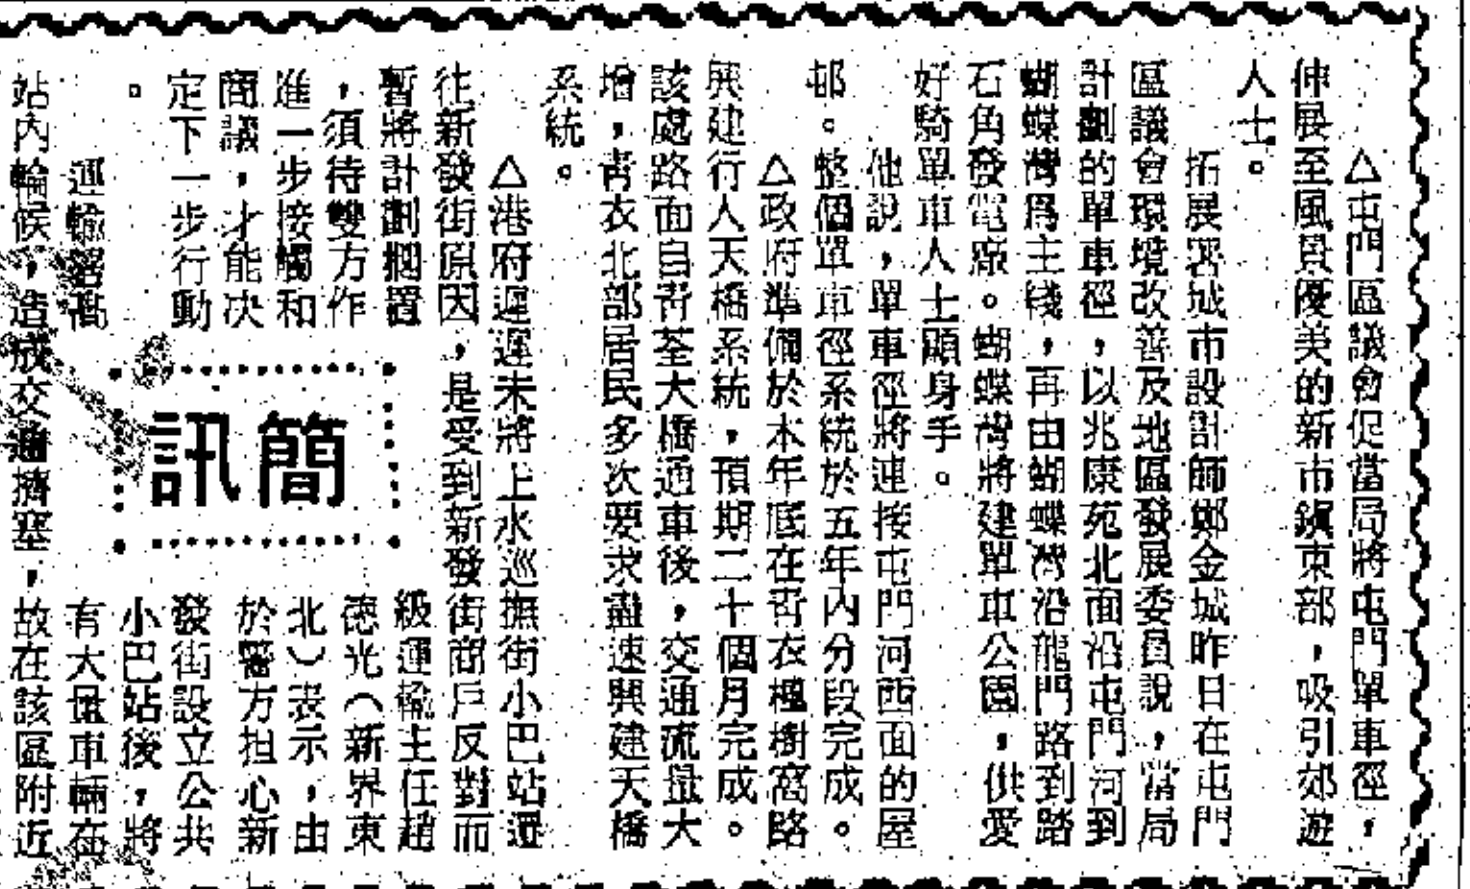 △屯門區議會促當局將屯門單車徑，
伸展至風景優美的新市鎮東部，吸引郊遊
人士。
拓展署城市設計師鄭金城昨日在屯門
區議會環境改善及地區發展委員說，當局
計劃的單車徑，以兆康苑北面沿屯門河到
蝴蝶灣爲主綫，再由蝴蝶灣沿龍門路到踏
石角發電廠。蝴蝶灣將建單車公園，供愛
好騎單車人士顯身手。
他說，單車徑將連接屯門河西面的屋
邨。整個單車徑系統於五年內分段完成。
△政府準備於本年底在靑衣楓樹窩路
興建行人天橋系統，預期二十個月完成。
該處路面自靑荃大橋通車後，交通流量大
增，靑衣北部居民多次要求盡速興建天橋
系統。
△港府遲遲未將上水巡撫街小巴站遷
往新發街原因，是受到新發街商戶反對而
暫將計劃擱置
，須待雙方作
進一步接觸和
商議，才能决
定下一步行動
。
運輸署高
簡訊
級運輸主任趙
德光（新界東
北）表示，由
於警方担心新
發街設立公共
小巴站後，將
有大量車輛在
站內輪候，造成交通擠塞，故在該區附近